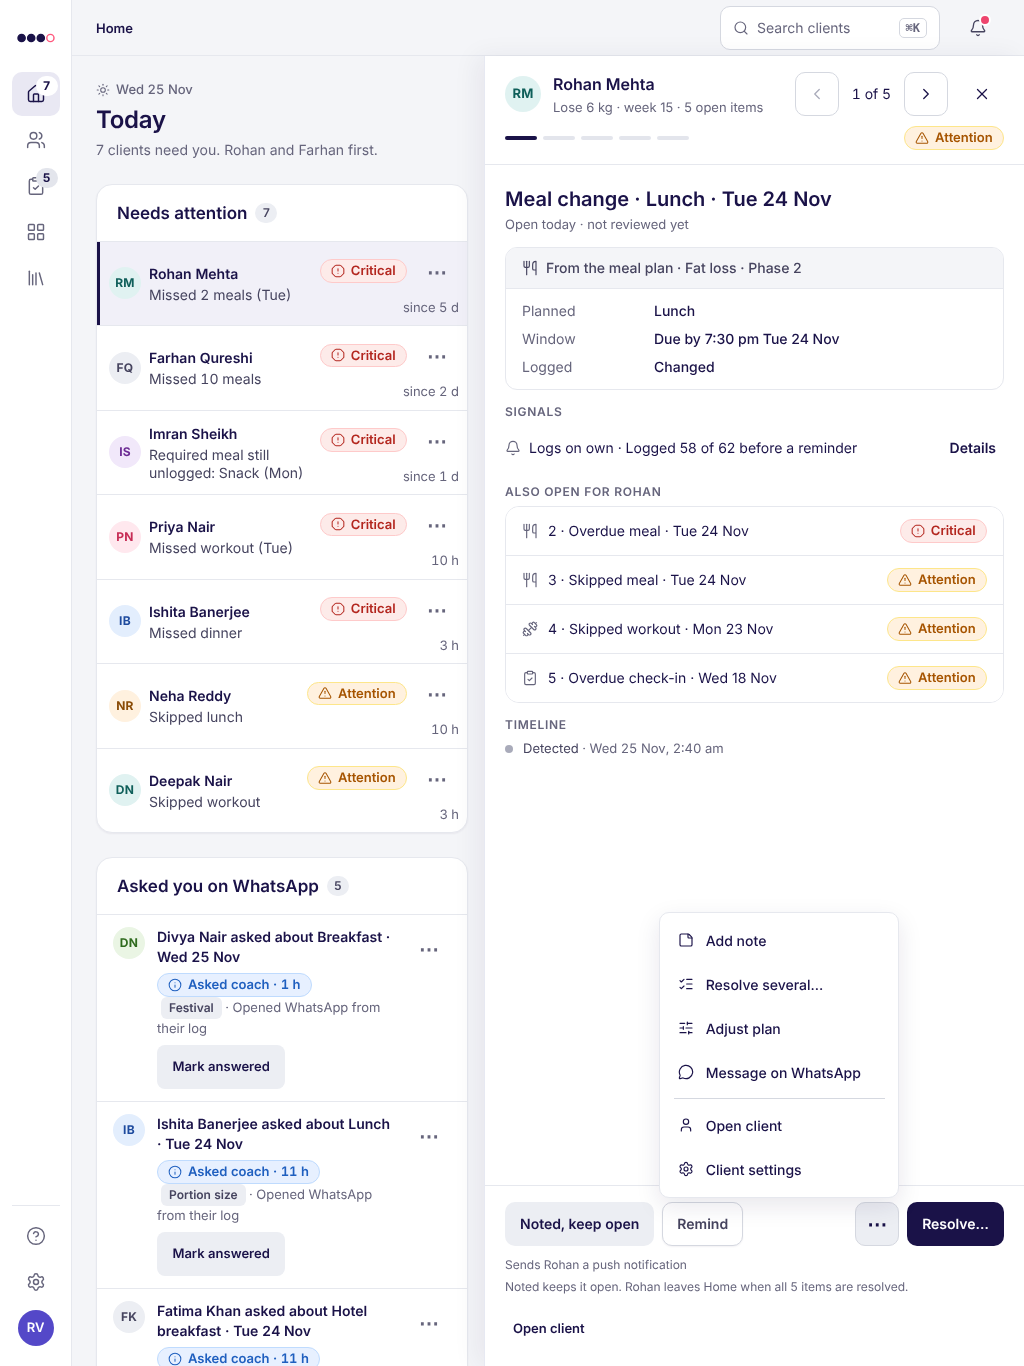 Home
Search clients
⌘K
7
5
Wed 25 Nov
Today
7 clients need you. Rohan and Farhan first.
Needs attention 7
RM
Rohan Mehta
Missed 2 meals (Tue)
Critical
since 5 d
FQ
Farhan Qureshi
Missed 10 meals
Critical
since 2 d
IS
Imran Sheikh
Required meal still
unlogged: Snack (Mon)
Critical
since 1 d
PN
Priya Nair
Missed workout (Tue)
Critical
10 h
IB
Ishita Banerjee
Missed dinner
Critical
3 h
NR
Neha Reddy
Skipped lunch
Attention
10 h
DN
Deepak Nair
Skipped workout
Attention
3 h
Asked you on WhatsApp 5
DN
Divya Nair asked about Breakfast ·
Wed 25 Nov
Asked coach · 1 h
Festival · Opened WhatsApp from
their log
Mark answered
IB
Ishita Banerjee asked about Lunch
· Tue 24 Nov
Asked coach · 11 h
Portion size · Opened WhatsApp
from their log
Mark answered
FK
Fatima Khan asked about Hotel
breakfast · Tue 24 Nov
Asked coach · 11 h
RV
RM
Rohan Mehta
Lose 6 kg · week 15 · 5 open items
1 of 5
Attention
Meal change · Lunch · Tue 24 Nov
Open today · not reviewed yet
From the meal plan · Fat loss · Phase 2
Planned Lunch
Window Due by 7:30 pm Tue 24 Nov
Logged Changed
SIGNALS
Logs on own · Logged 58 of 62 before a reminder
Details
ALSO OPEN FOR ROHAN
2 · Overdue meal · Tue 24 Nov
Critical
3 · Skipped meal · Tue 24 Nov
Attention
4 · Skipped workout · Mon 23 Nov
Attention
5 · Overdue check-in · Wed 18 Nov
Attention
TIMELINE
Detected · Wed 25 Nov, 2:40 am
Add note
Resolve several...
Adjust plan
Message on WhatsApp
Open client
Client settings
Noted, keep open
Remind
Resolve...
Sends Rohan a push notification
Noted keeps it open. Rohan leaves Home when all 5 items are resolved.
Open client